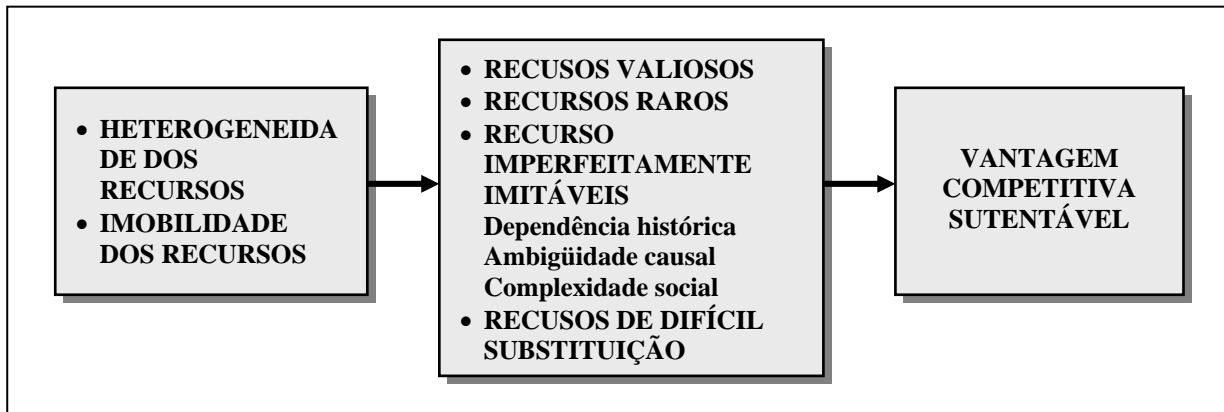 • HETEROGENEIDA
DE DOS
RECURSOS
• IMOBILIDADE
DOS RECURSOS
• RECUSOS VALIOSOS
• RECURSOS RAROS
• RECURSO
IMPERFEITAMENTE
IMITÁVEIS
Dependência histórica
Ambigüidade causal
Complexidade social
• RECUSOS DE DIFÍCIL
SUBSTITUIÇÃO
VANTAGEM
COMPETITIVA
SUTENTÁVEL